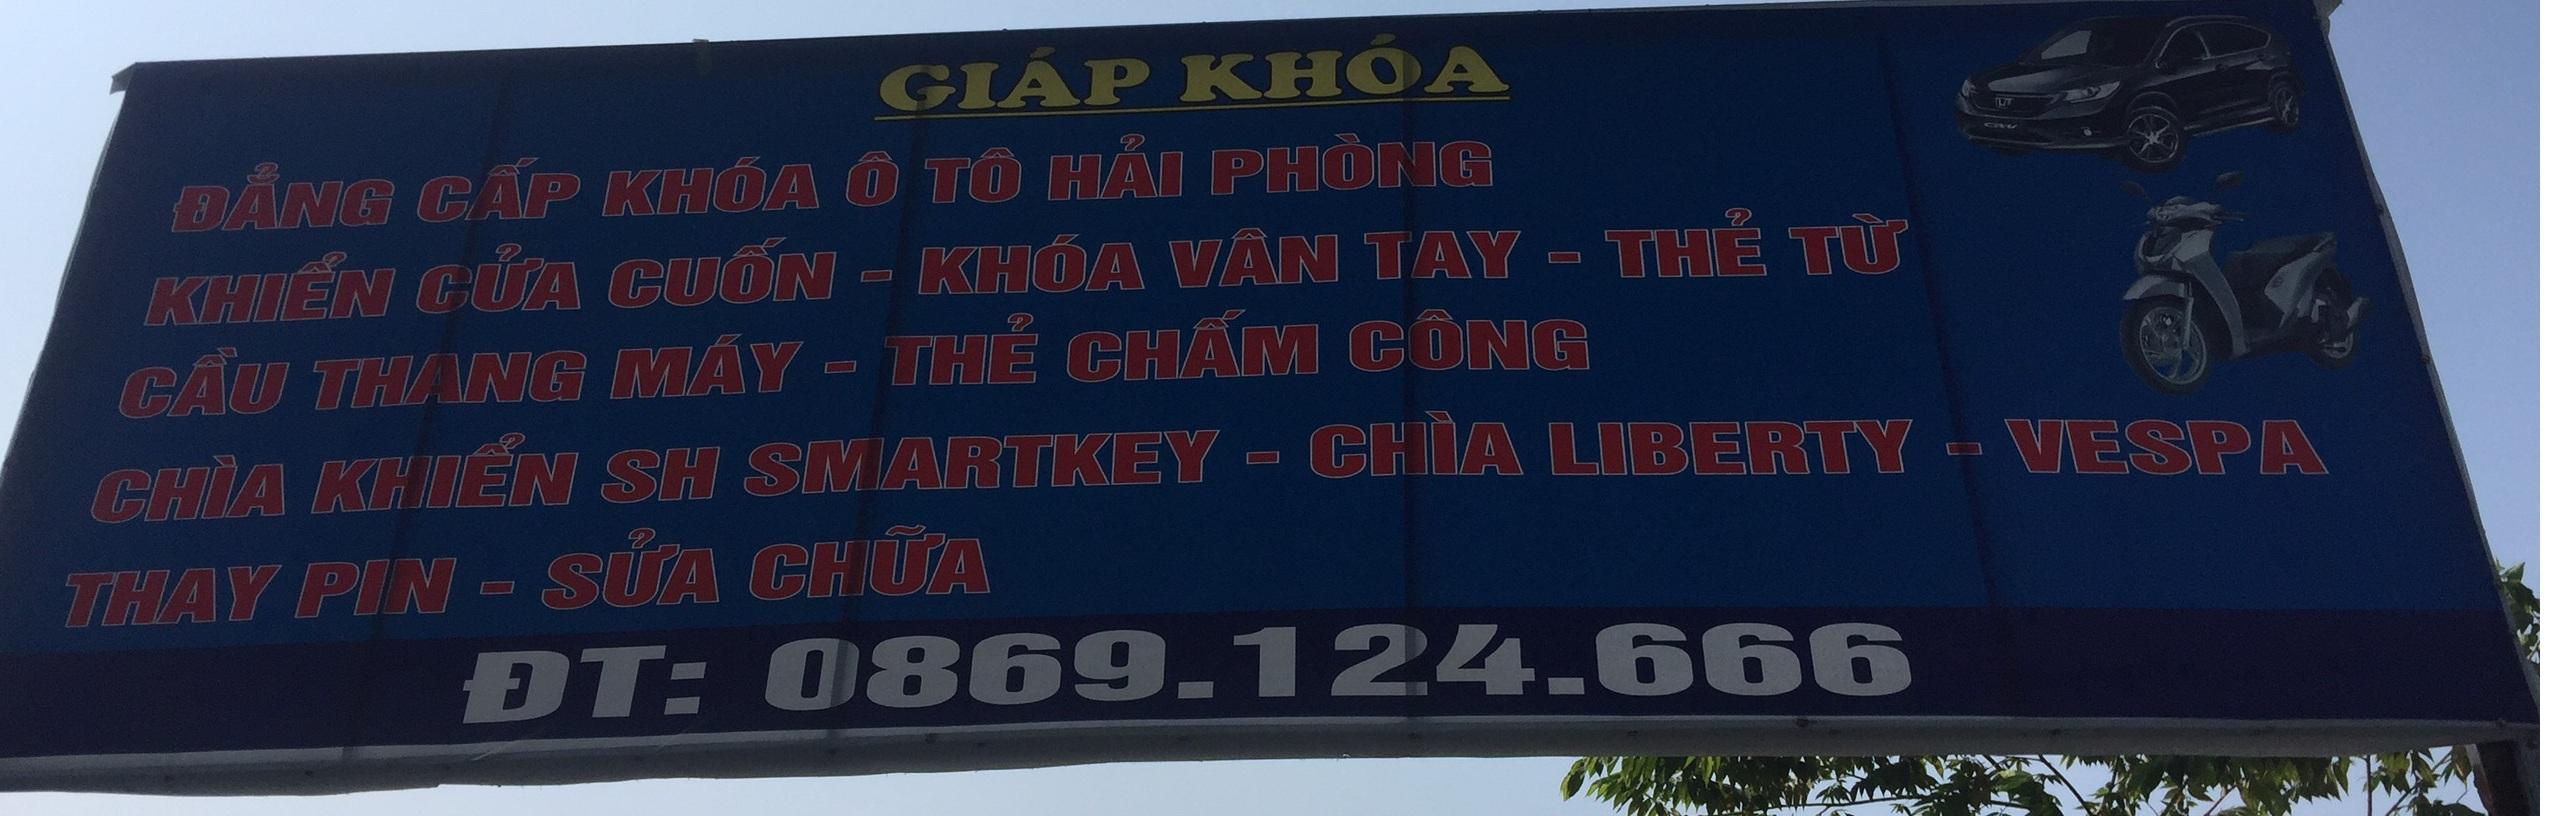 GIÁP KHÓA
ĐẲNG CẤP KHÓA Ô TÔ HẢI PHÒNG
KHIỂN CỬA CUỐN - KHÓA VÂN TAY - THẺ TỪ
CẦU THANG MÁY - THẺ CHẤM CÔNG
CHÌA KHIỂN SH SMARTKEY - CHÌA LIBERTY - VESPA
THAY PIN - SỬA CHỮA
ĐT: 0869.124.666